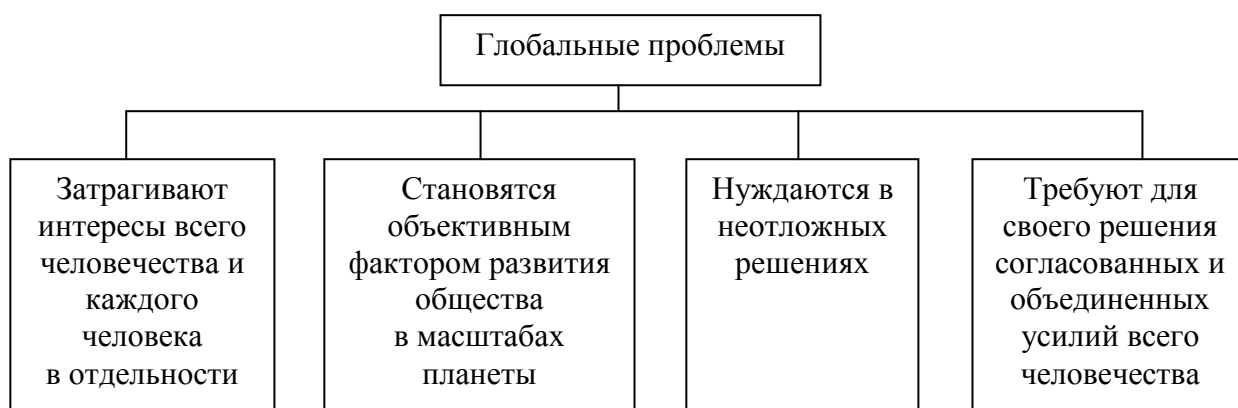 Глобальные проблемы
Затрагивают
интересы всего
человечества и
каждого
человека
в отдельности
Становятся
объективным
фактором развития
общества
в масштабах
планеты
Нуждаются в
неотложных
решениях
Требуют для
своего решения
согласованных и
объединенных
усилий всего
человечества